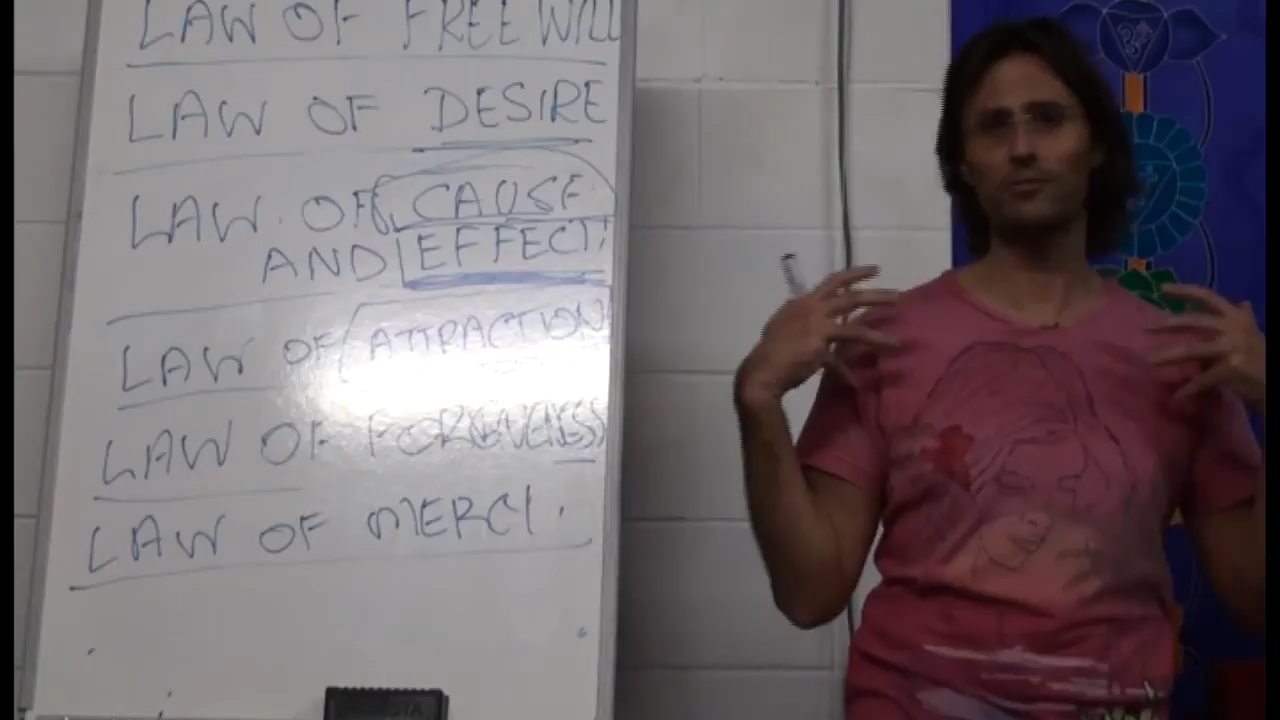 LAW OF FREE WILL
LAW OF DESIRE
LAW OF CAUSE
AND EFFECT
LAW OF ATTRACTION
LAW OF FORGIVENESS
LAW OF MERCI.
ॐ